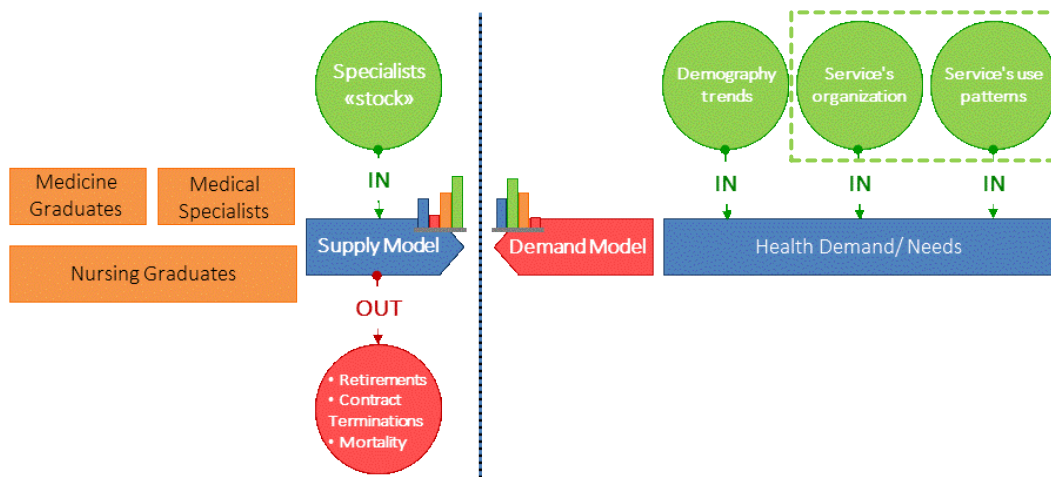 Specialists
«stock»
Demography
trends
Service's
organization
Service's use
patterns
IN
IN
IN
IN
Medicine
Graduates
Medical
Specialists
Nursing Graduates
Supply Model
Demand Model
Health Demand/ Needs
OUT
• Retirements
• Contract
Terminations
• Mortality